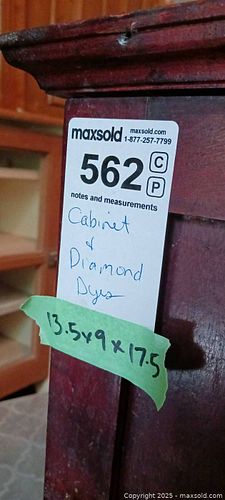 maxsold maxsold.com
1-877-257-7799
562 C
P
notes and measurements
Cabinet
&
Diamond
Dyes
13.5x9x17.5
Copyright 2025 - maxsold.com